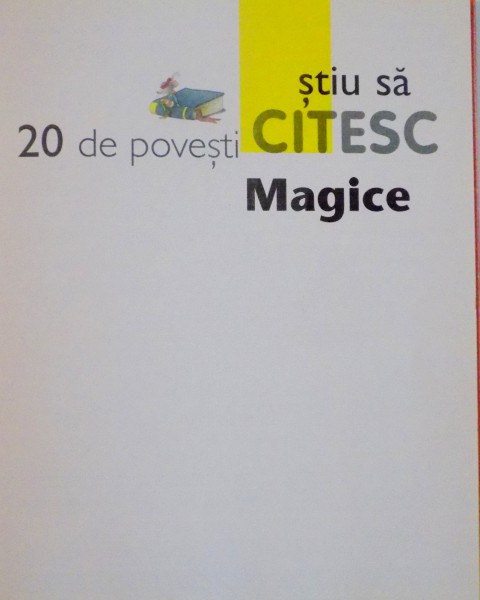 știu să
20 de povești CITESC
Magice